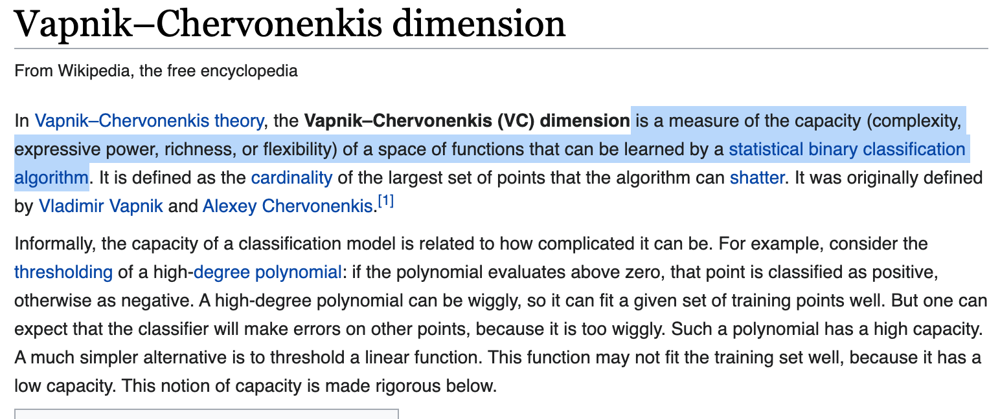 Vapnik–Chervonenkis dimension
From Wikipedia, the free encyclopedia
In Vapnik–Chervonenkis theory, the Vapnik–Chervonenkis (VC) dimension is a measure of the capacity (complexity,
expressive power, richness, or flexibility) of a space of functions that can be learned by a statistical binary classification
algorithm. It is defined as the cardinality of the largest set of points that the algorithm can shatter. It was originally defined
by Vladimir Vapnik and Alexey Chervonenkis.[1]
Informally, the capacity of a classification model is related to how complicated it can be. For example, consider the
thresholding of a high-degree polynomial: if the polynomial evaluates above zero, that point is classified as positive,
otherwise as negative. A high-degree polynomial can be wiggly, so it can fit a given set of training points well. But one can
expect that the classifier will make errors on other points, because it is too wiggly. Such a polynomial has a high capacity.
A much simpler alternative is to threshold a linear function. This function may not fit the training set well, because it has a
low capacity. This notion of capacity is made rigorous below.